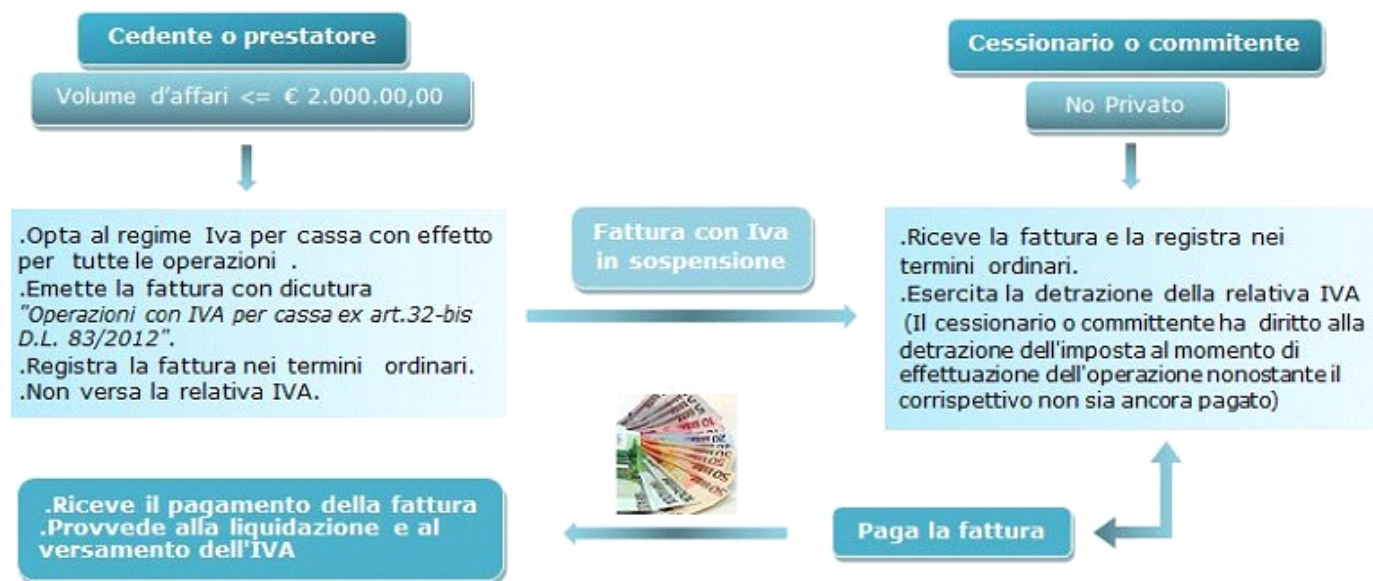 Cedente o prestatore
Volume d'affari <= € 2.000.00,00
.Opta al regime Iva per cassa con effetto
per tutte le operazioni .
.Emette la fattura con dicutura
"Operazioni con IVA per cassa ex art.32-bis
D.L. 83/2012".
.Registra la fattura nei termini ordinari.
.Non versa la relativa IVA.
Fattura con Iva
in sospensione
Cessionario o commitente
No Privato
.Riceve la fattura e la registra nei
termini ordinari.
.Esercita la detrazione della relativa IVA
(Il cessionario o committente ha diritto alla
detrazione dell'imposta al momento di
effettuazione dell'operazione nonostante il
corrispettivo non sia ancora pagato)
Paga la fattura
.Riceve il pagamento della fattura
.Provvede alla liquidazione e al
versamento dell'IVA